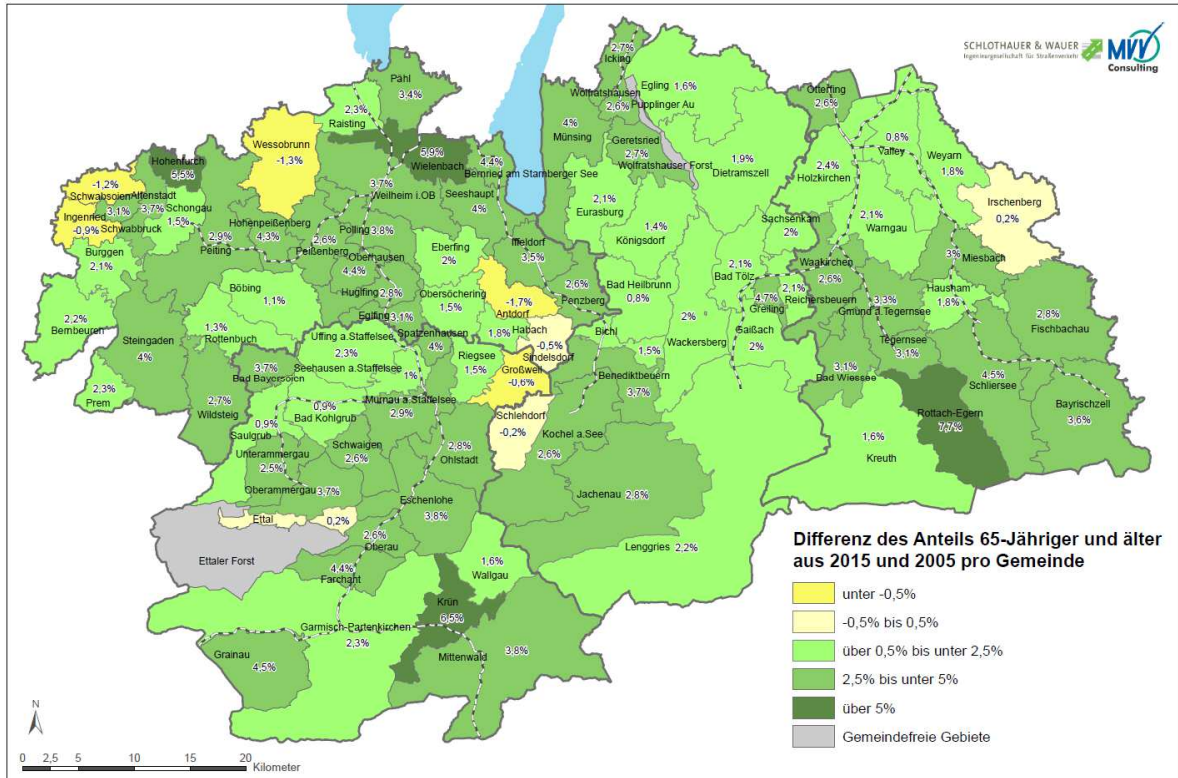 SCHLOTHAUER & WAUER
Ingenieurgesellschaft für Straßenverkehr
MVV
Consulting
Pähl
3,4%
2,3%
Raisting
Wessobrunn
-1,3%
Hohenfurch
5,5%
5,9%
Wielenbach
4,4%
Bernried am Starnberger See
-1,2%
Schwabsoien
Altenstadt
3,1%
3,7%
Schongau
1,5%
Ingenried
-0,9%
Schwabbruck
Burggen
2,1%
3,7%
Weilheim i.OB
Seeshaupt
4%
Hohenpeißenberg
4,3%
2,9%
Peiting
2,6%
Peißenberg
Polling
3,8%
Oberhausen
4,4%
Huglfing
2,8%
Eglfing
3,1%
Eberfing
2%
Iffeldorf
3,5%
Obersöchering
1,5%
-1,7%
Antdorf
2,6%
Penzberg
Habach
1,8%
-0,5%
Sindelsdorf
Böbing
1,1%
1,3%
Rottenbuch
2,2%
Bernbeuren
Steingaden
4%
2,3%
Prem
2,7%
Wildsteig
3,7%
Bad Bayersoien
Uffing a.Staffelsee
2,3%
Seehausen a.Staffelsee
1%
Spatzenhausen
4%
Riegsee
1,5%
Großweil
-0,6%
Murnau a.Staffelsee
2,9%
0,9%
Bad Kohlgrub
0,9%
Saulgrub
Schwaigen
2,6%
2,8%
Ohlstadt
Unterammergau
2,5%
Oberammergau
3,7%
Eschenlohe
3,8%
Ettal
0,2%
Ettaler Forst
2,6%
Oberau
4,4%
Farchant
1,6%
Wallgau
Krün
6,5%
Garmisch-Partenkirchen
2,3%
Grainau
4,5%
Mittenwald
3,8%
2,7%
Icking
Wolfratshausen
2,6%
Egling
1,6%
Pupplinger Au
4%
Münsing
Geretsried
2,7%
Wolfratshauser Forst
1,9%
Dietramszell
2,1%
Eurasburg
1,4%
Königsdorf
Sachsenkam
2%
2,1%
Bad Tölz
Bad Heilbrunn
0,8%
Bichl
1,5%
2%
Wackersberg
4,7%
Greiling
2,1%
Reichersbeuern
Gaißach
2%
Benediktbeuern
3,7%
Schlehdorf
-0,2%
Kochel a.See
2,6%
Jachenau
2,8%
Lenggries
2,2%
Otterfing
2,6%
2,4%
Holzkirchen
0,8%
Valley
Weyarn
1,8%
Irschenberg
0,2%
2,1%
Warngau
3%
Miesbach
Waakirchen
2,6%
3,3%
Gmund a.Tegernsee
Hausham
1,8%
2,8%
Fischbachau
Tegernsee
3,1%
3,1%
Bad Wiessee
4,5%
Schliersee
Bayrischzell
3,6%
Rottach-Egern
7,7%
1,6%
Kreuth
Differenz des Anteils 65-Jähriger und älter
aus 2015 und 2005 pro Gemeinde
unter -0,5%
-0,5% bis 0,5%
über 0,5% bis unter 2,5%
2,5% bis unter 5%
über 5%
Gemeindefreie Gebiete
N
0 2,5 5 10 15 20
Kilometer